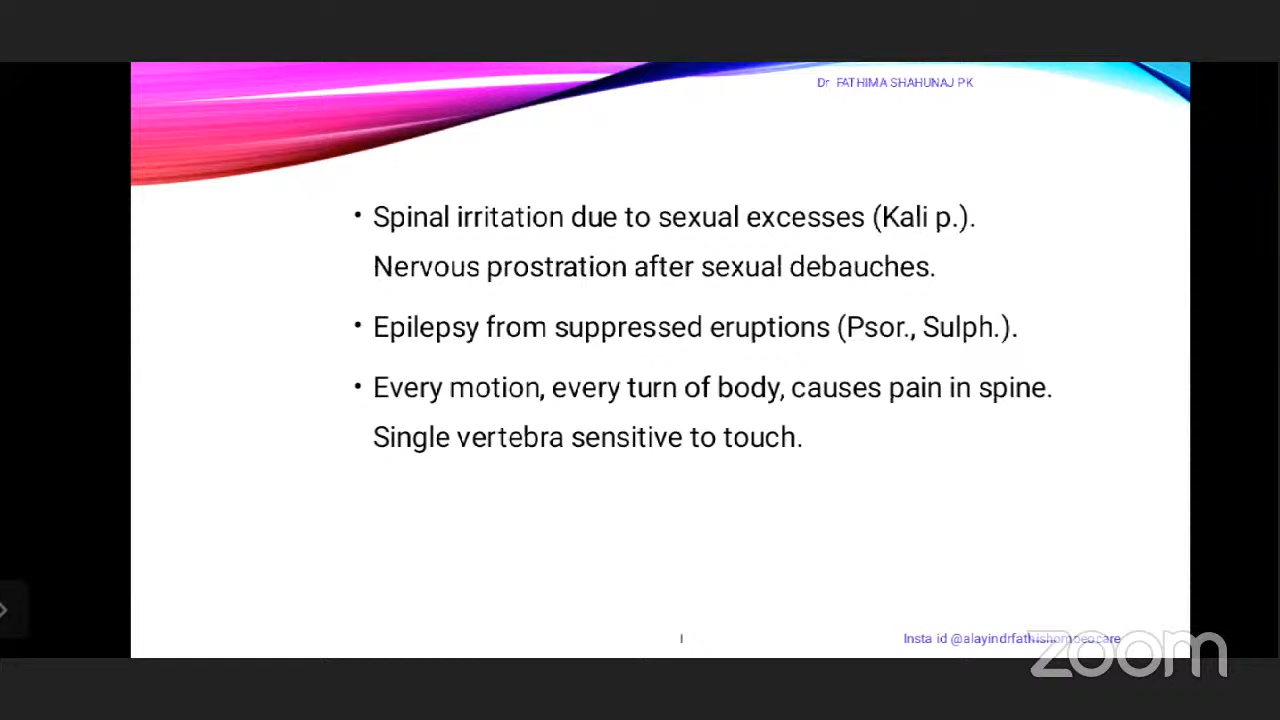 Dr FATHIMA SHAHUNAJ PK
• Spinal irritation due to sexual excesses (Kali p.).
Nervous prostration after sexual debauches.
• Epilepsy from suppressed eruptions (Psor., Sulph.).
• Every motion, every turn of body, causes pain in spine.
Single vertebra sensitive to touch.
Insta id @alayindrfathishomoeocare
zoom